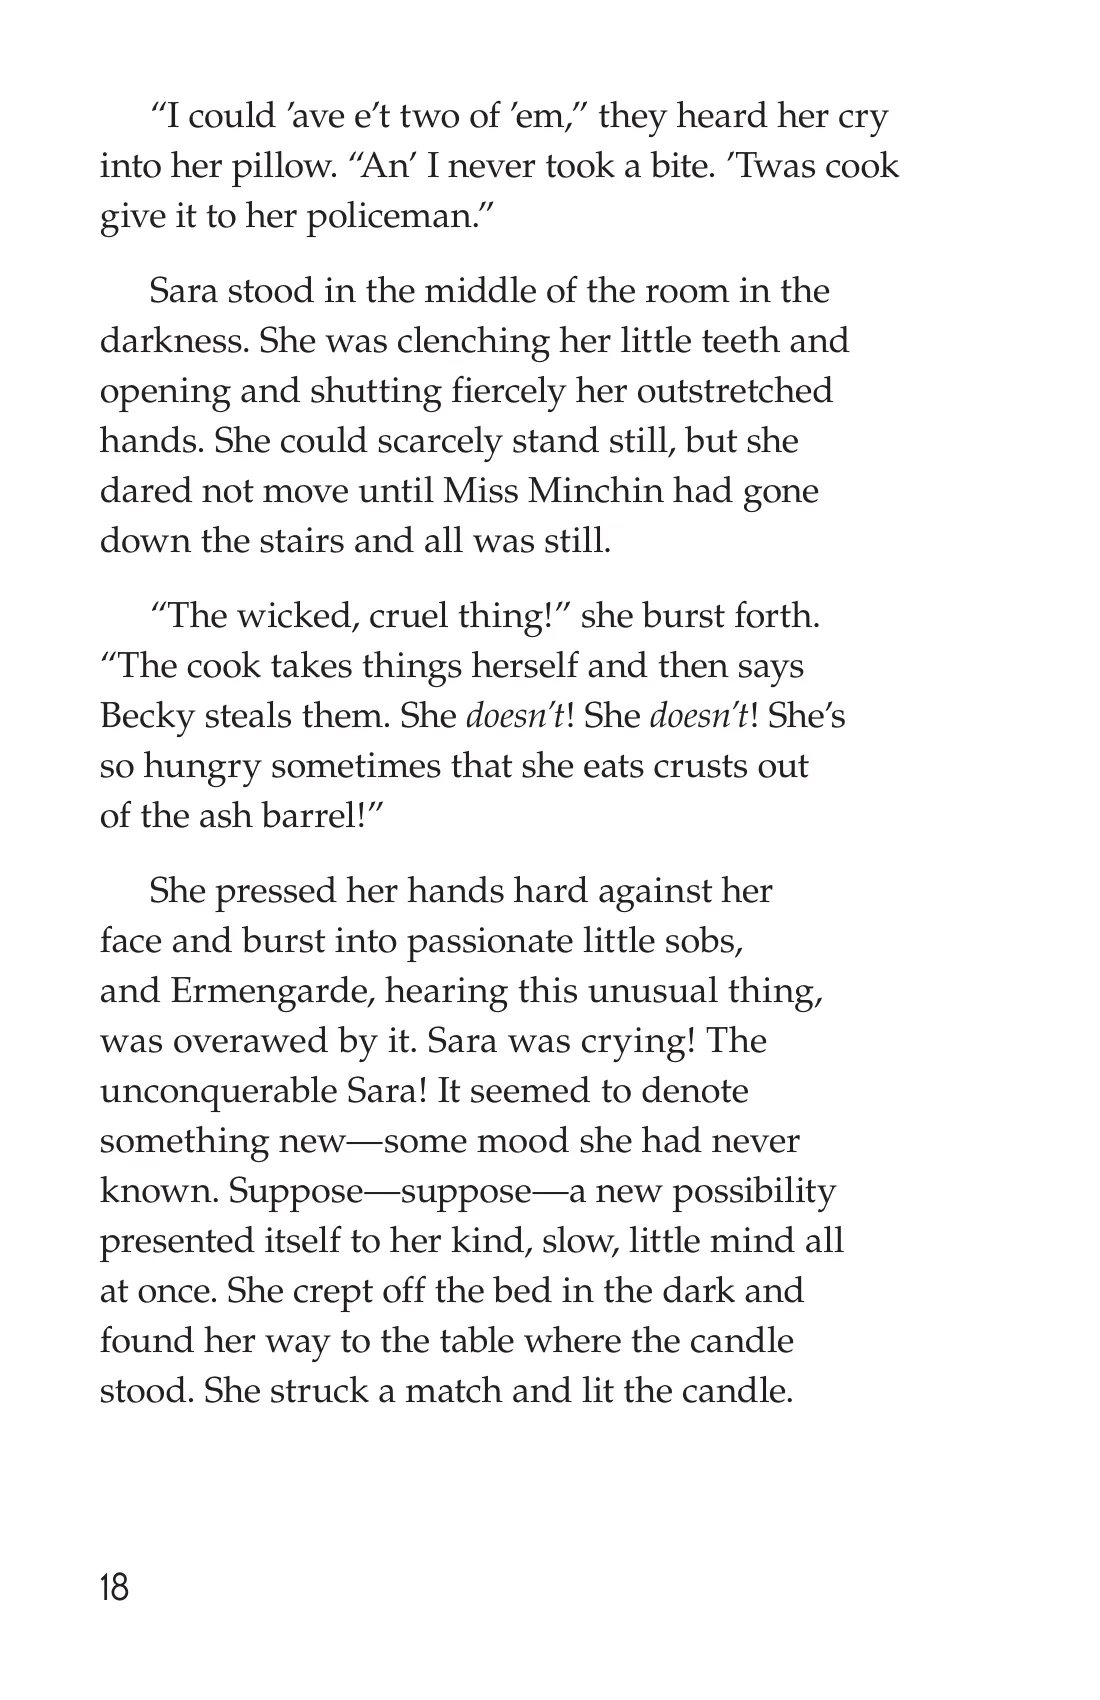 “I could ’ave e’t two of ’em,” they heard her cry
into her pillow. “An’ I never took a bite. ’Twas cook
give it to her policeman.”
Sara stood in the middle of the room in the
darkness. She was clenching her little teeth and
opening and shutting fiercely her outstretched
hands. She could scarcely stand still, but she
dared not move until Miss Minchin had gone
down the stairs and all was still.
“The wicked, cruel thing!” she burst forth.
“The cook takes things herself and then says
Becky steals them. She doesn’t! She doesn’t! She’s
so hungry sometimes that she eats crusts out
of the ash barrel!”
She pressed her hands hard against her
face and burst into passionate little sobs,
and Ermengarde, hearing this unusual thing,
was overawed by it. Sara was crying! The
unconquerable Sara! It seemed to denote
something new—some mood she had never
known. Suppose—suppose—a new possibility
presented itself to her kind, slow, little mind all
at once. She crept off the bed in the dark and
found her way to the table where the candle
stood. She struck a match and lit the candle.
18